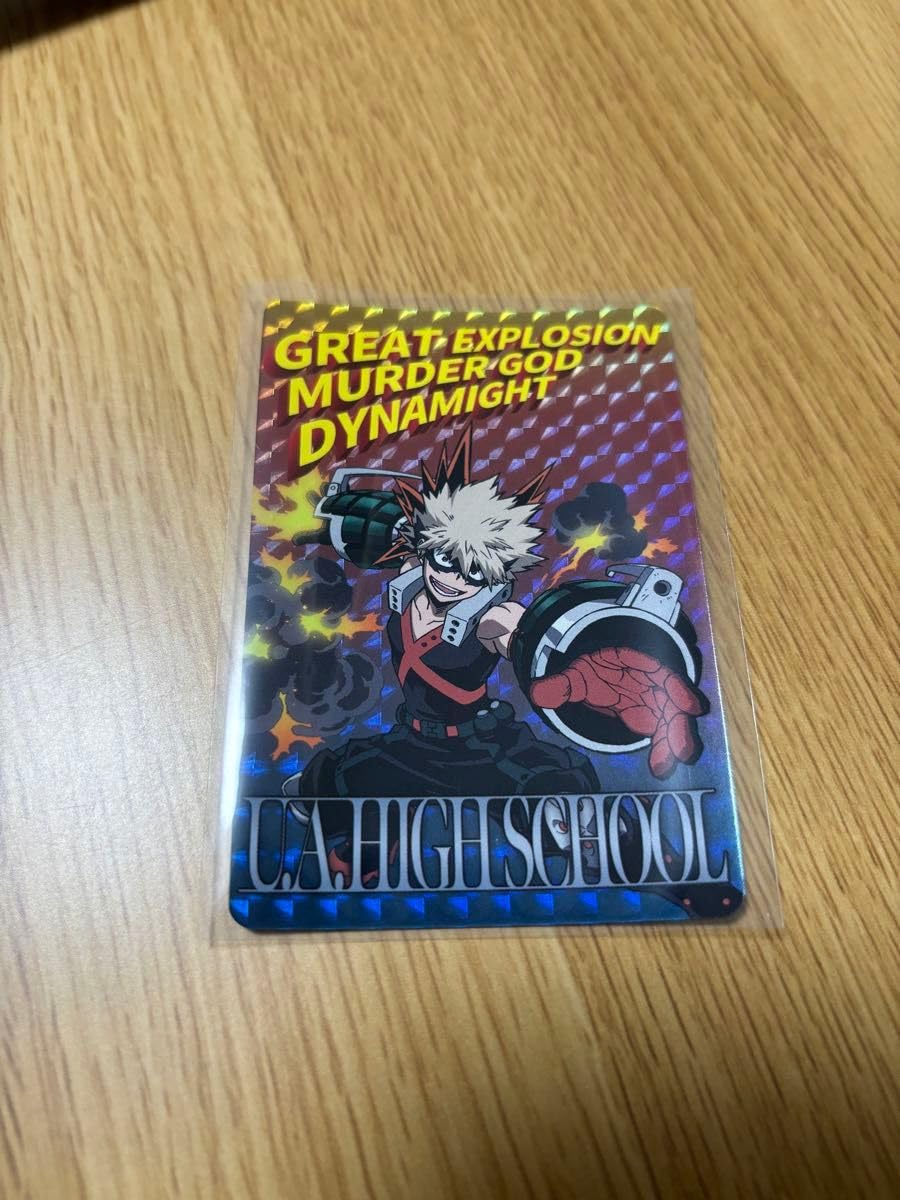 GREAT EXPLOSION
MURDER GOD
DYNAMIGHT
U.A. HIGH SCHOOL